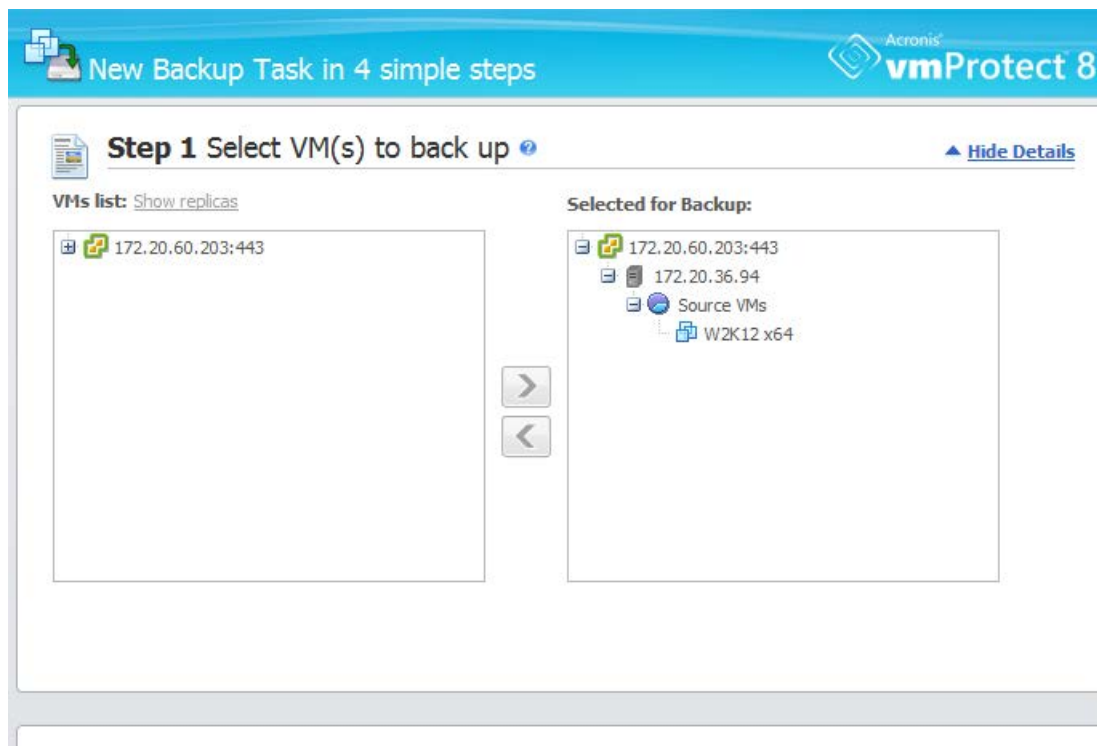 New Backup Task in 4 simple steps
Acronis®
vmProtect™ 8
Step 1 Select VM(s) to back up
Hide Details
VMs list: Show replicas
Selected for Backup:
172.20.60.203:443
172.20.60.203:443
172.20.36.94
Source VMs
W2K12 x64